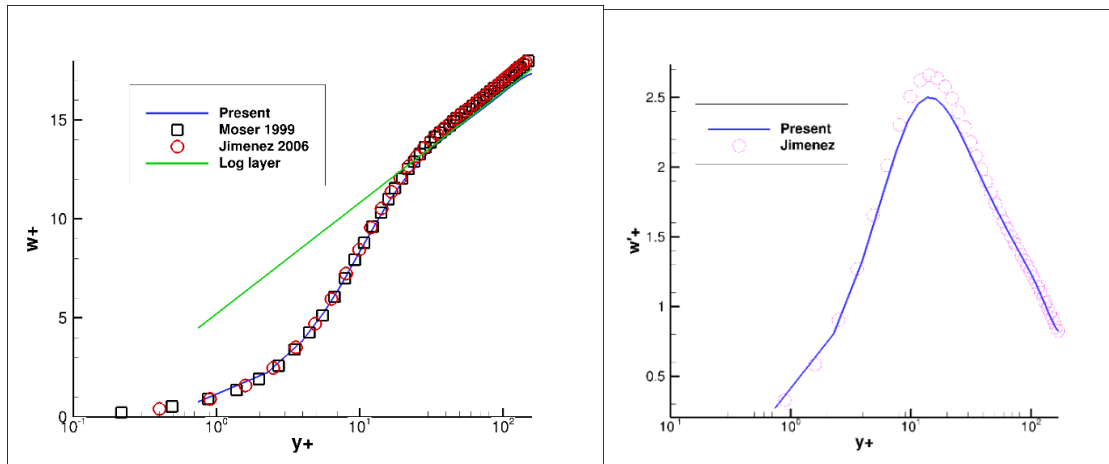 Present
Moser 1999
Jimenez 2006
Log layer
w+
15
10
5
0
10-1
100
101
102
y+
Present
Jimenez
w'+
2.5
2
1.5
1
0.5
10-1
100
101
102
y+